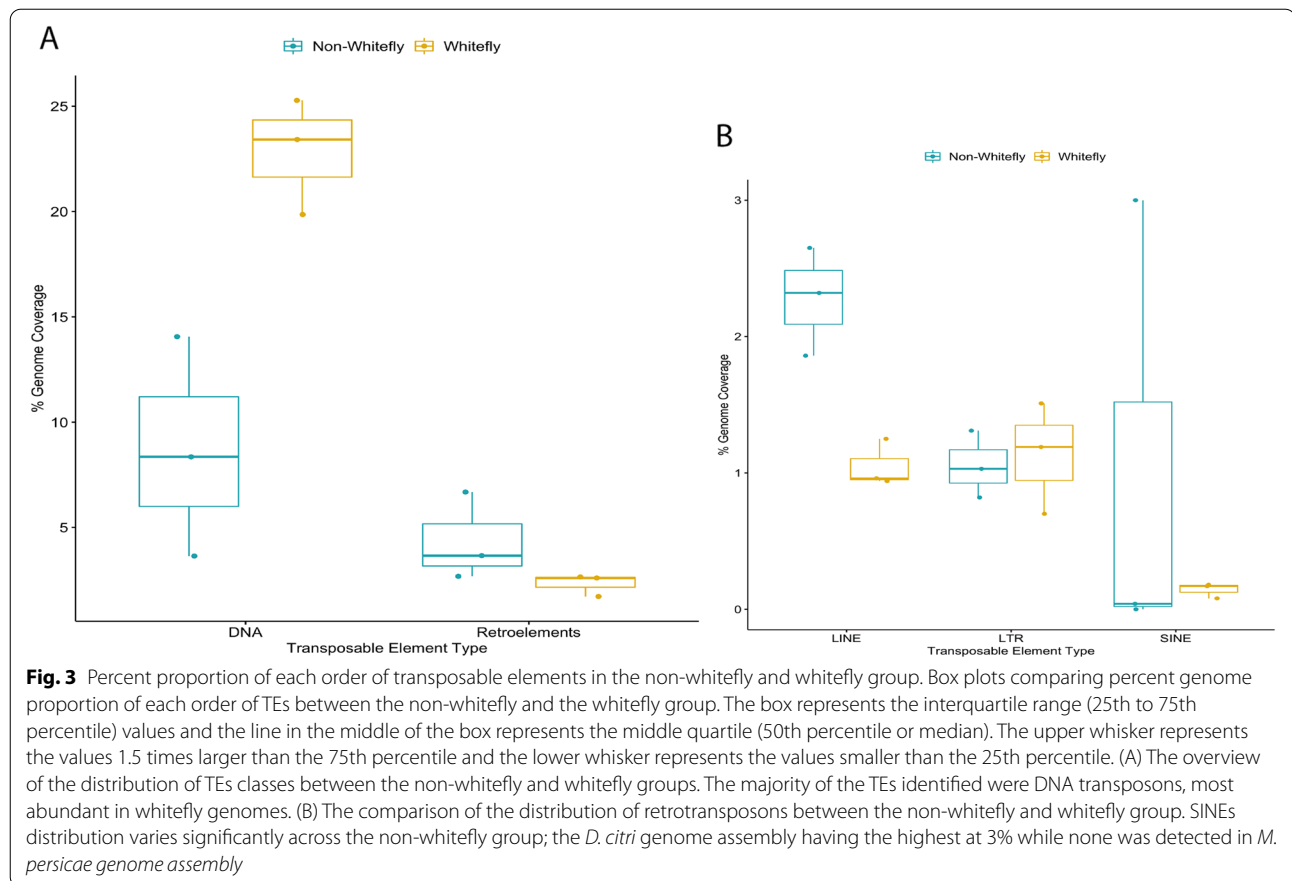 A
Non-Whitefly Whitefly
% Genome Coverage
25
20
15
10
5
DNA Retroelements
Transposable Element Type
B
Non-Whitefly Whitefly
% Genome Coverage
3
2
1
0
LINE LTR SINE
Transposable Element Type
Fig. 3 Percent proportion of each order of transposable elements in the non-whitefly and whitefly group. Box plots comparing percent genome
proportion of each order of TEs between the non-whitefly and the whitefly group. The box represents the interquartile range (25th to 75th
percentile) values and the line in the middle of the box represents the middle quartile (50th percentile or median). The upper whisker represents
the values 1.5 times larger than the 75th percentile and the lower whisker represents the values smaller than the 25th percentile. (A) The overview
of the distribution of TEs classes between the non-whitefly and whitefly groups. The majority of the TEs identified were DNA transposons, most
abundant in whitefly genomes. (B) The comparison of the distribution of retrotransposons between the non-whitefly and whitefly group. SINEs
distribution varies significantly across the non-whitefly group; the D. citri genome assembly having the highest at 3% while none was detected in M.
persicae genome assembly